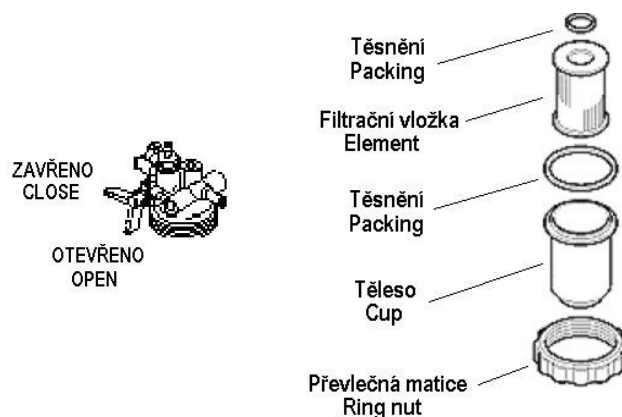 ZAVŘENO
CLOSE
OTEVŘENO
OPEN
Těsnění
Packing
Filtrační vložka
Element
Těsnění
Packing
Těleso
Cup
Převlečná matice
Ring nut